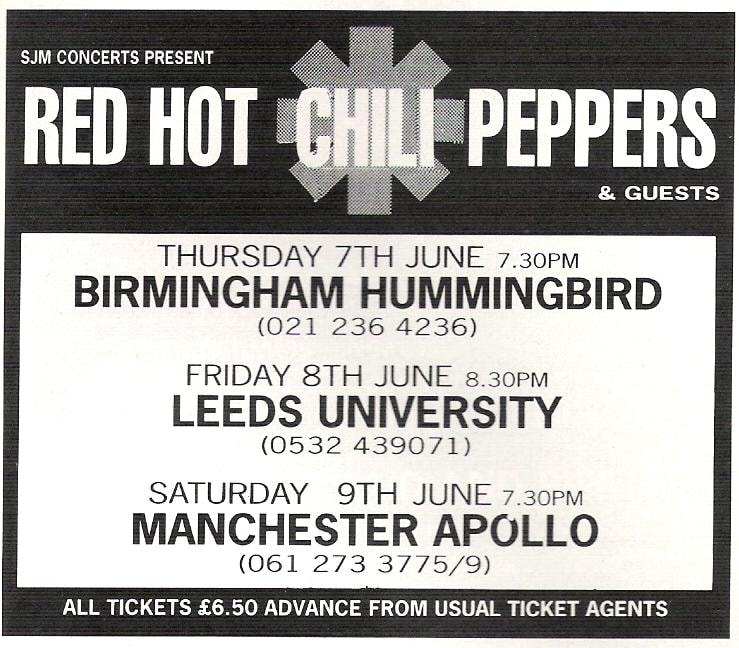 SJM CONCERTS PRESENT
RED HOT CHILI PEPPERS
& GUESTS
THURSDAY 7TH JUNE 7.30PM
BIRMINGHAM HUMMINGBIRD
(021 236 4236)
FRIDAY 8TH JUNE 8.30PM
LEEDS UNIVERSITY
(0532 439071)
SATURDAY 9TH JUNE 7.30PM
MANCHESTER APOLLO
(061 273 3775/9)
ALL TICKETS £6.50 ADVANCE FROM USUAL TICKET AGENTS